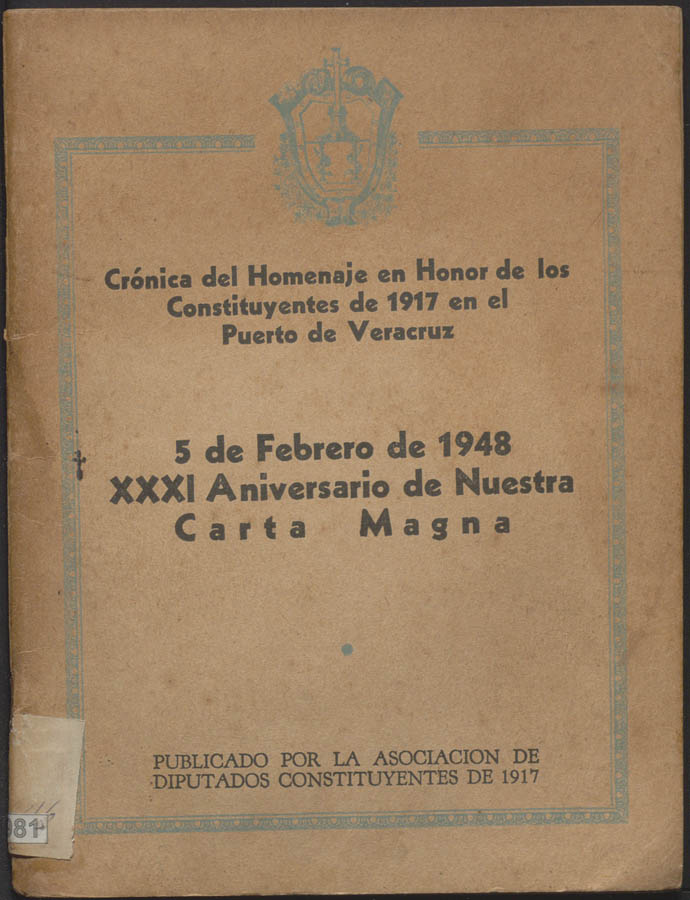 Crónica del Homenaje en Honor de los
Constituyentes de 1917 en el
Puerto de Veracruz
5 de Febrero de 1948
XXXI Aniversario de Nuestra
Carta Magna
PUBLICADO POR LA ASOCIACION DE
DIPUTADOS CONSTITUYENTES DE 1917
981